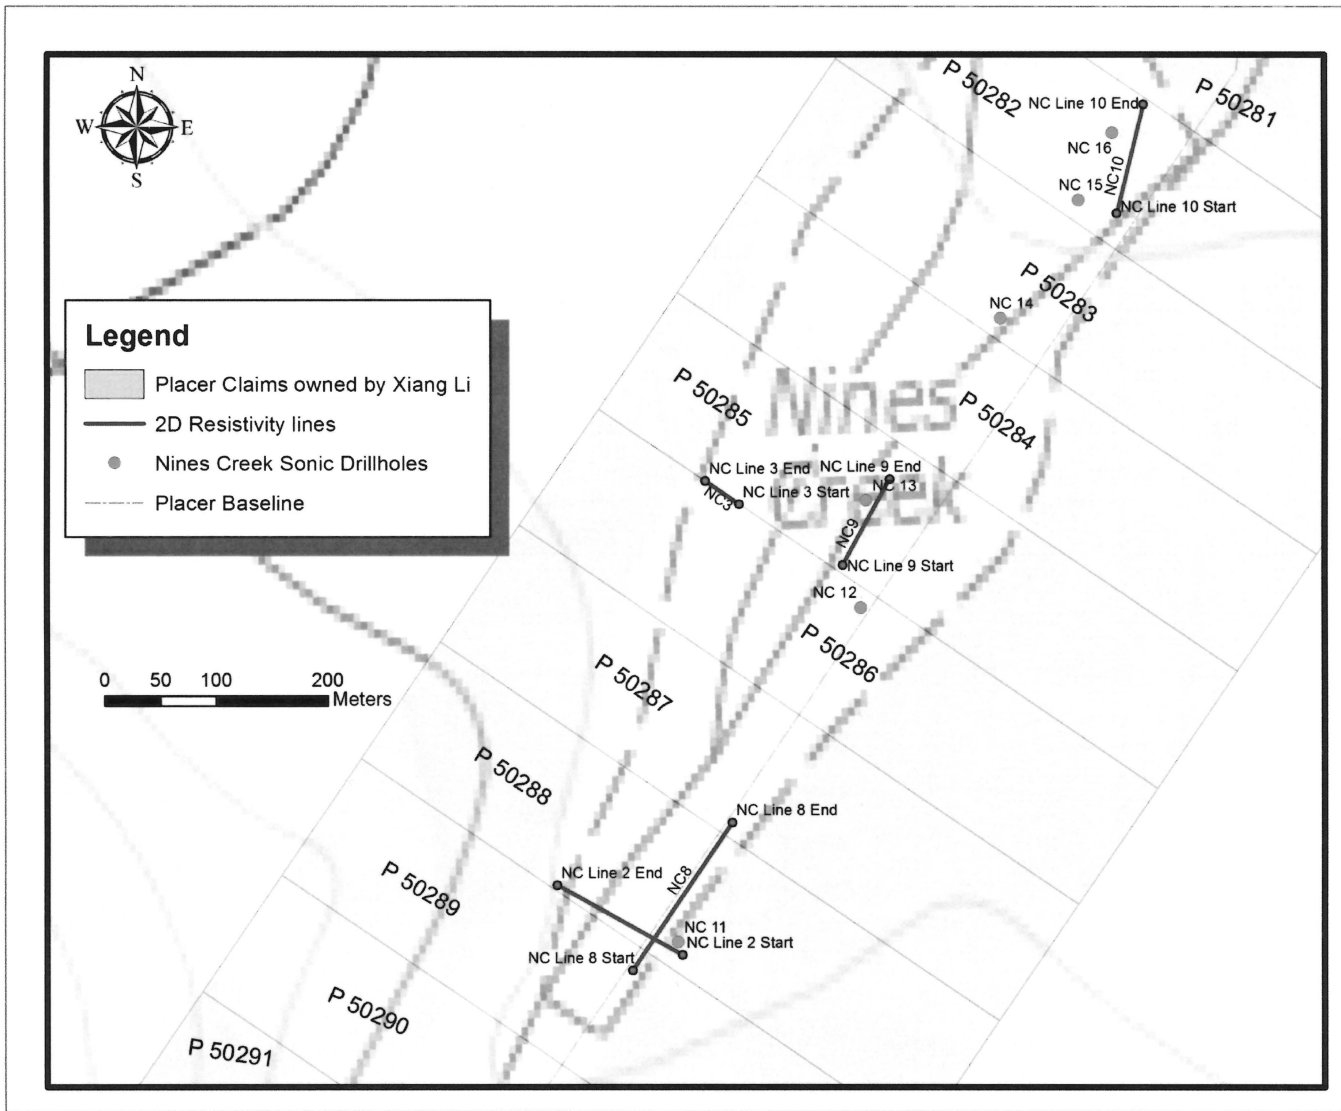 N
W E
S
P 50282
P 50281
NC Line 10 End
NC 16
NC10
NC 15
NC Line 10 Start
P 50283
NC 14
Legend
Placer Claims owned by Xiang Li
2D Resistivity lines
Nines Creek Sonic Drillholes
Placer Baseline
P 50285
Nines
Creek
P 50284
NC Line 3 End
NC Line 9 End
NC3
NC Line 3 Start
NC 13
NC9
NC Line 9 Start
NC 12
P 50286
P 50287
0 50 100 200
Meters
P 50288
NC Line 8 End
NC Line 2 End
NC8
P 50289
NC 11
NC Line 2 Start
NC Line 8 Start
P 50290
P 50291